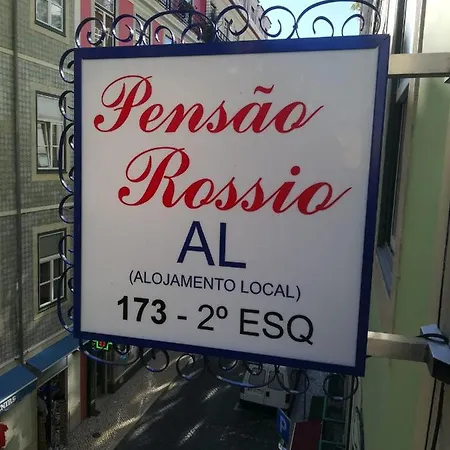 Pensão
Rossio
AL
(ALOJAMENTO LOCAL)
173 - 2º ESQ